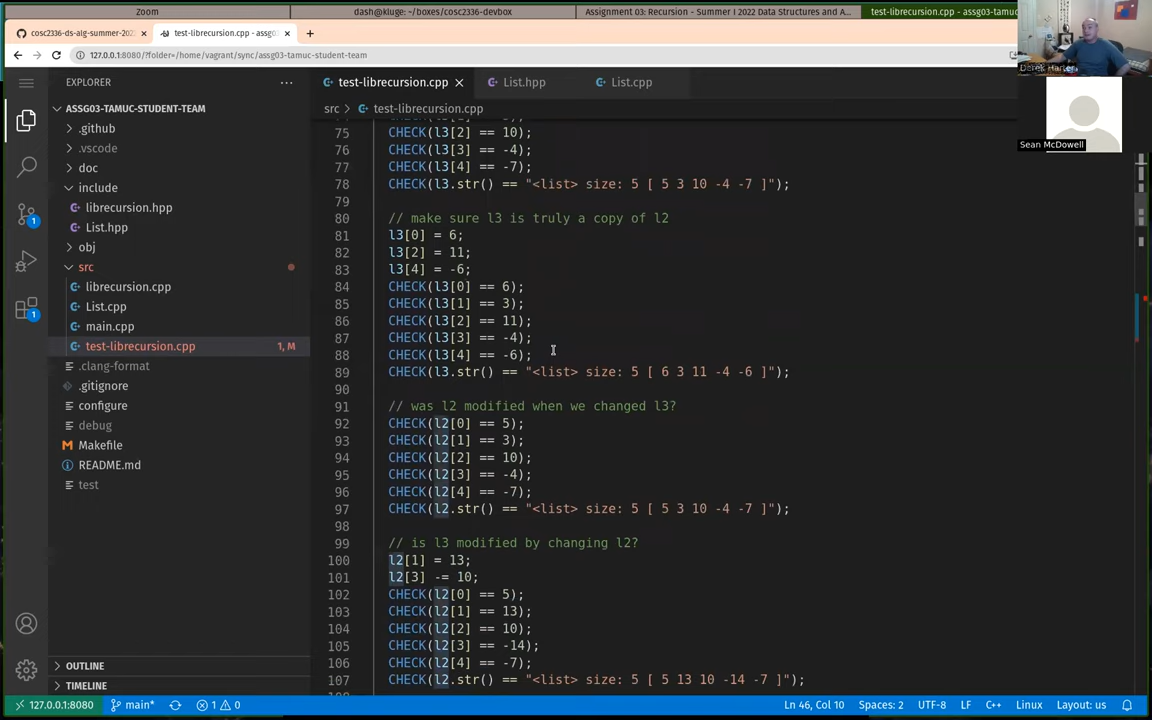 Zoom
dash@kluge: ~/boxes/cosc2336-devbox
Assignment 03: Recursion - Summer I 2022 Data Structures and A...
test-librecursion.cpp - assg03-tamuc
cosc2336-ds-alg-summer-202
test-librecursion.cpp - assg0
127.0.0.1:8080/?folder=/home/vagrant/sync/assg03-tamuc-student-team
Derek Harter
Sean McDowell
EXPLORER
ASSG03-TAMUC-STUDENT-TEAM
.github
.vscode
doc
include
librecursion.hpp
List.hpp
obj
src
librecursion.cpp
List.cpp
main.cpp
test-librecursion.cpp 1, M
.clang-format
.gitignore
configure
debug
Makefile
README.md
test
OUTLINE
TIMELINE
1
1
test-librecursion.cpp
List.hpp
List.cpp
src > test-librecursion.cpp
75 CHECK(l3[2] == 10);
76 CHECK(l3[3] == -4);
77 CHECK(l3[4] == -7);
78 CHECK(l3.str() == "<list> size: 5 [ 5 3 10 -4 -7 ]");
79
80 // make sure l3 is truly a copy of l2
81 l3[0] = 6;
82 l3[2] = 11;
83 l3[4] = -6;
84 CHECK(l3[0] == 6);
85 CHECK(l3[1] == 3);
86 CHECK(l3[2] == 11);
87 CHECK(l3[3] == -4);
88 CHECK(l3[4] == -6);
89 CHECK(l3.str() == "<list> size: 5 [ 6 3 11 -4 -6 ]");
90
91 // was l2 modified when we changed l3?
92 CHECK(l2[0] == 5);
93 CHECK(l2[1] == 3);
94 CHECK(l2[2] == 10);
95 CHECK(l2[3] == -4);
96 CHECK(l2[4] == -7);
97 CHECK(l2.str() == "<list> size: 5 [ 5 3 10 -4 -7 ]");
98
99 // is l3 modified by changing l2?
100 l2[1] = 13;
101 l2[3] -= 10;
102 CHECK(l2[0] == 5);
103 CHECK(l2[1] == 13);
104 CHECK(l2[2] == 10);
105 CHECK(l2[3] == -14);
106 CHECK(l2[4] == -7);
107 CHECK(l2.str() == "<list> size: 5 [ 5 13 10 -14 -7 ]");
127.0.0.1:8080 main* 1 0 Ln 46, Col 10 Spaces: 2 UTF-8 LF C++ Linux Layout: us